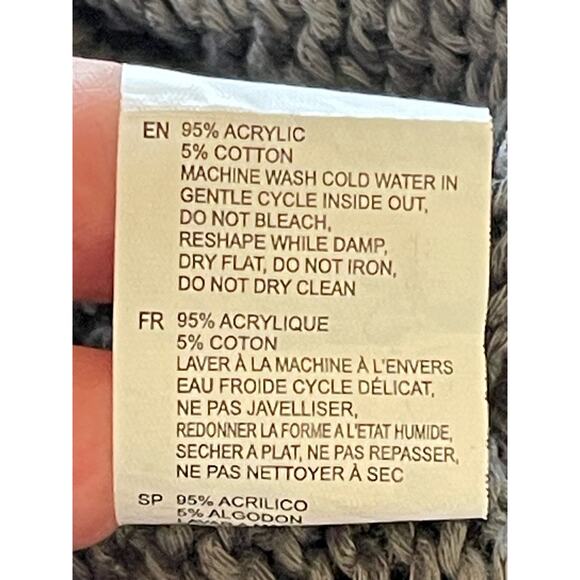 EN 95% ACRYLIC
5% COTTON
MACHINE WASH COLD WATER IN
GENTLE CYCLE INSIDE OUT,
DO NOT BLEACH,
RESHAPE WHILE DAMP,
DRY FLAT, DO NOT IRON,
DO NOT DRY CLEAN
FR 95% ACRYLIQUE
5% COTON
LAVER À LA MACHINE À L'ENVERS
EAU FROIDE CYCLE DÉLICAT,
NE PAS JAVELLISER,
REDONNER LA FORME A L'ETAT HUMIDE,
SECHER A PLAT, NE PAS REPASSER,
NE PAS NETTOYER À SEC
SP 95% ACRILICO
5% ALGODON